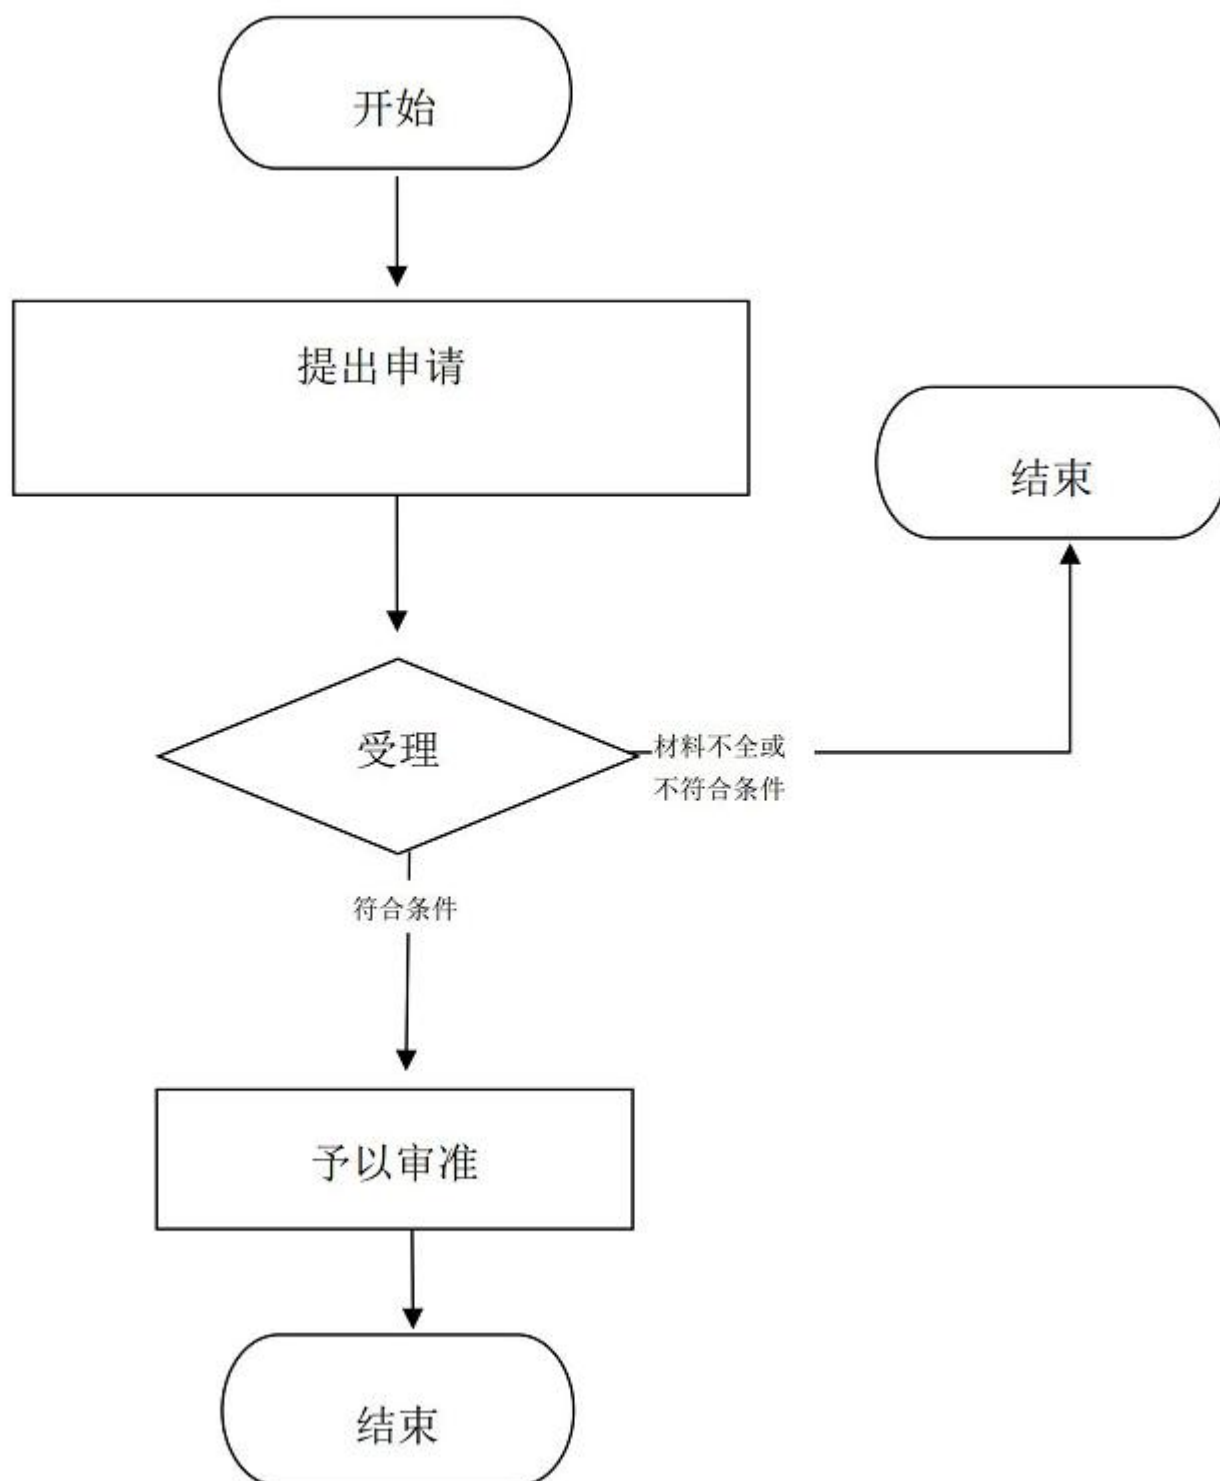 开始
提出申请
结束
受理
材料不全或
不符合条件
符合条件
予以审准
结束